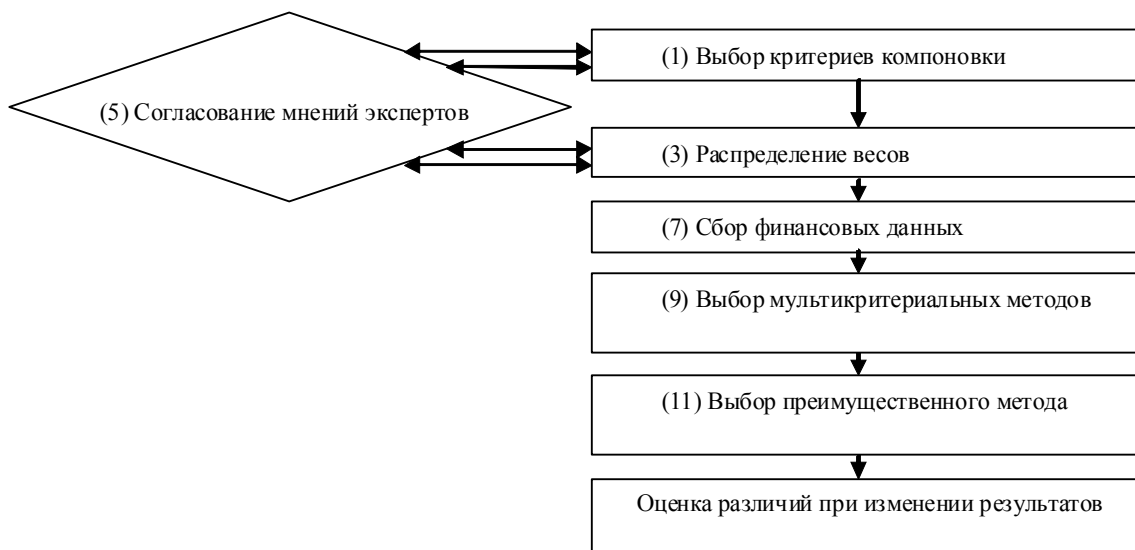 (1) Выбор критериев компоновки
(5) Согласование мнений экспертов
(3) Распределение весов
(7) Сбор финансовых данных
(9) Выбор мультикритериальных методов
(11) Выбор преимущественного метода
Оценка различий при изменении результатов